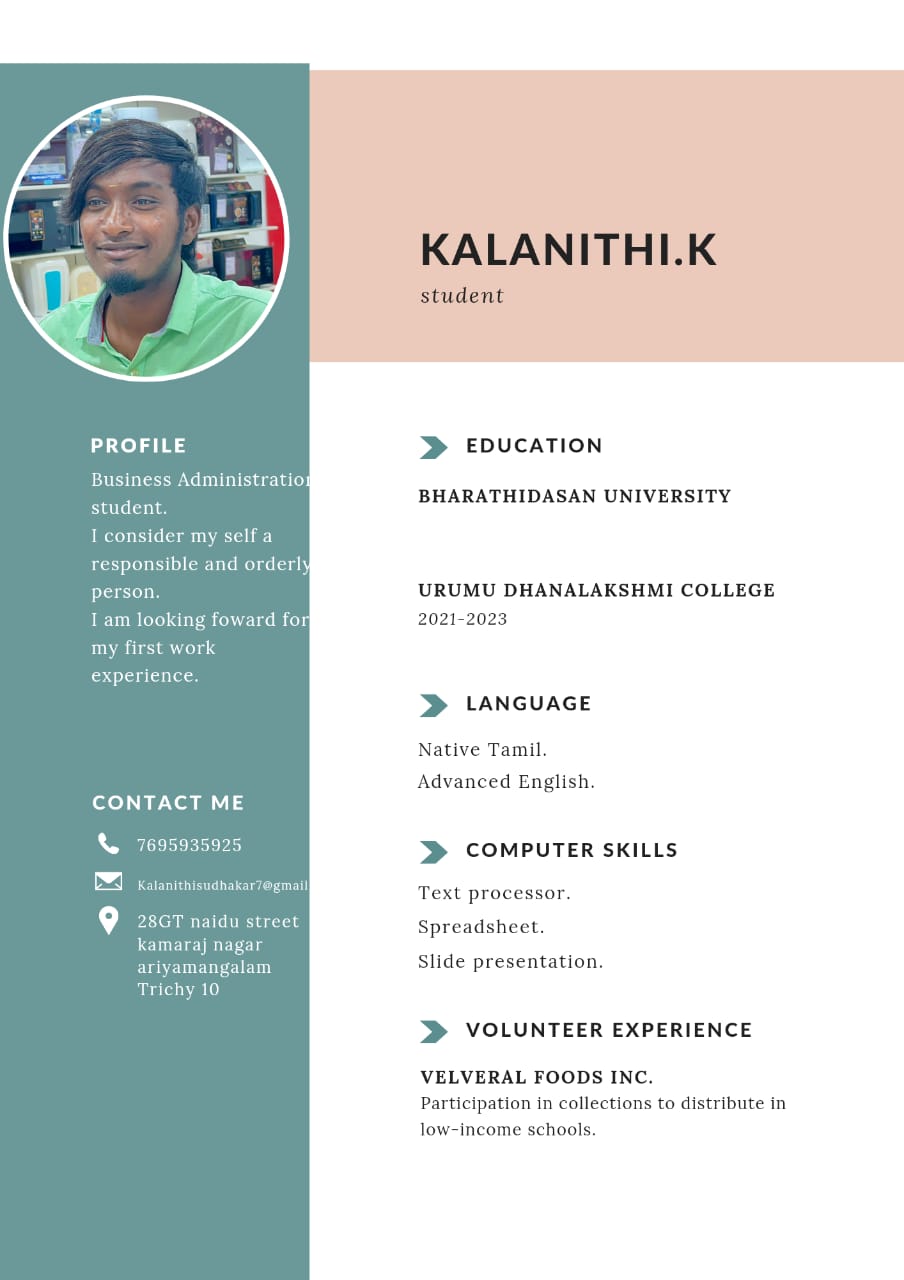 KALANITHI.K
student
PROFILE
Business Administration
student.
I consider my self a
responsible and orderly
person.
I am looking foward for
my first work
experience.
CONTACT ME
7695935925
Kalanithisudhakar7@gmail
28GT naidu street
kamaraj nagar
ariyamangalam
Trichy 10
EDUCATION
BHARATHIDASAN UNIVERSITY
URUMU DHANALAKSHMI COLLEGE
2021-2023
LANGUAGE
Native Tamil.
Advanced English.
COMPUTER SKILLS
Text processor.
Spreadsheet.
Slide presentation.
VOLUNTEER EXPERIENCE
VELVERAL FOODS INC.
Participation in collections to distribute in
low-income schools.